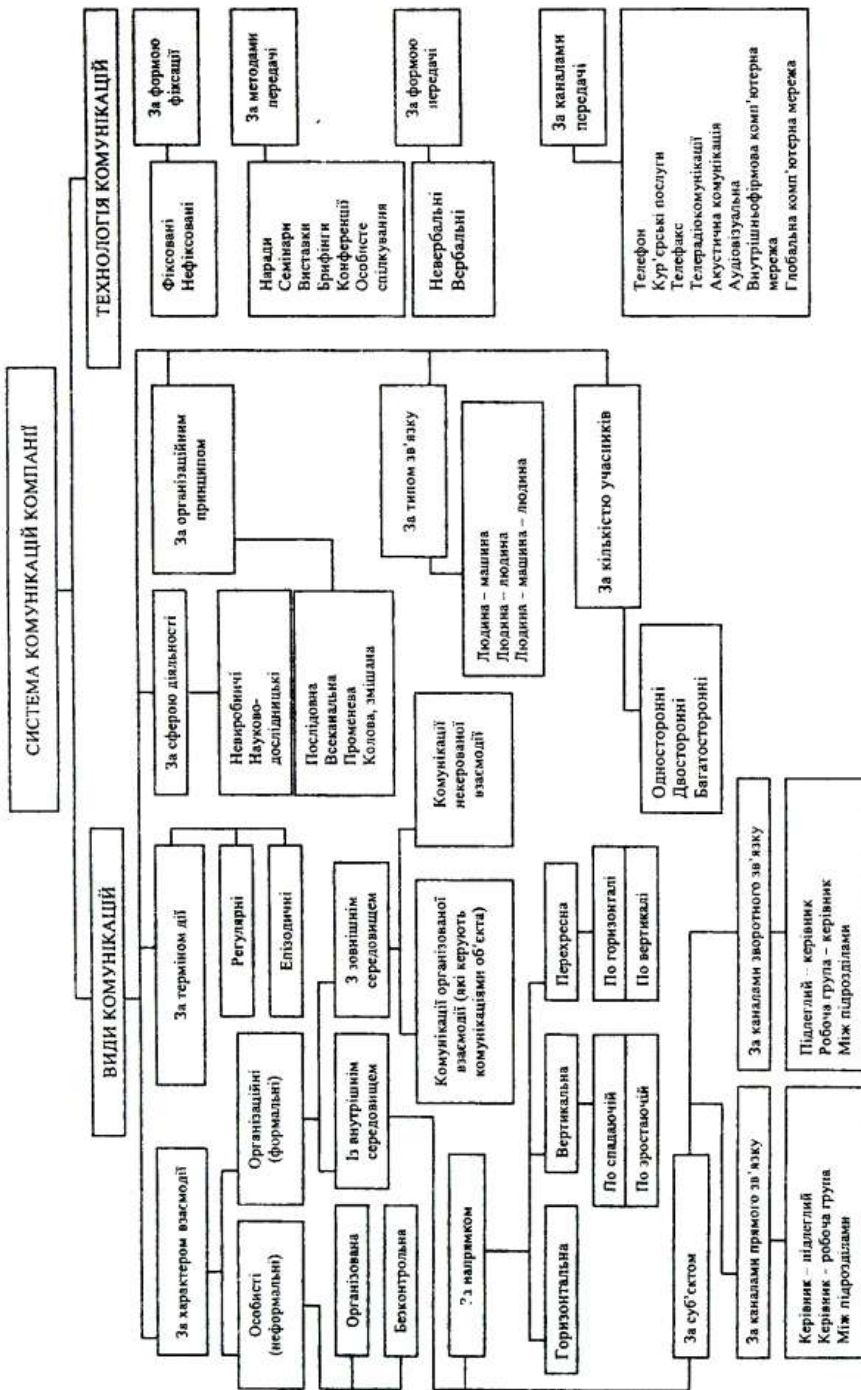 СИСТЕМА КОМУНІКАЦІЙ КОМПАНІЇ
ВИДИ КОМУНІКАЦІЙ
ТЕХНОЛОГІЯ КОМУНІКАЦІЙ
За характером взаємодії
Особисті
(неформальні)
Організаційні
(формальні)
Організована
Безконтрольна
Із внутрішнім
середовищем
З зовнішнім
середовищем
Комунікації організованої
взаємодії (які керують
комунікаціями об'єкта)
Комунікації
некерованої
взаємодії
За напрямком
Горизонтальна
Вертикальна
По спадаючій
По зростаючій
Перехресна
По горизонталі
По вертикалі
За суб'єктом
За каналами прямого зв'язку
Керівник – підлеглий
Керівник – робоча група
Між підрозділами
За каналами зворотного зв'язку
Підлеглий – керівник
Робоча група – керівник
Між підрозділами
За терміном дії
Регулярні
Епізодичні
За сферою діяльності
Невиробничі
Науково-
дослідницькі
За організаційним
принципом
Послідовна
Всеканальна
Променева
Колова, змішана
За типом зв'язку
Людина – машина
Людина – людина
Людина – машина – людина
За кількістю учасників
Односторонні
Двосторонні
Багатосторонні
За формою
фіксації
Фіксовані
Нефіксовані
За методами
передачі
Наради
Семінари
Виставки
Брифінги
Конференції
Особисте
спілкування
За формою
передачі
Невербальні
Вербальні
За каналами
передачі
Телефон
Кур'єрські послуги
Телефакс
Телерадіокомунікації
Акустична комунікація
Аудіовізуальна
Внутрішньофірмова комп'ютерна
мережа
Глобальна комп'ютерна мережа